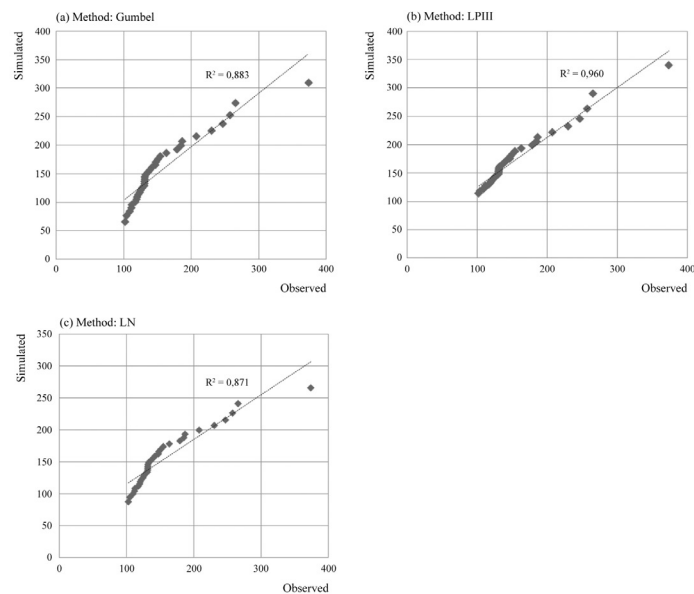 (a) Method: Gumbel
Simulated
400
350
300
250
200
150
100
50
0
R² = 0,883
0 100 200 300 400
Observed
(b) Method: LPIII
Simulated
400
350
300
250
200
150
100
50
0
R² = 0,960
0 100 200 300 400
Observed
(c) Method: LN
Simulated
350
300
250
200
150
100
50
0
R² = 0,871
0 100 200 300 400
Observed